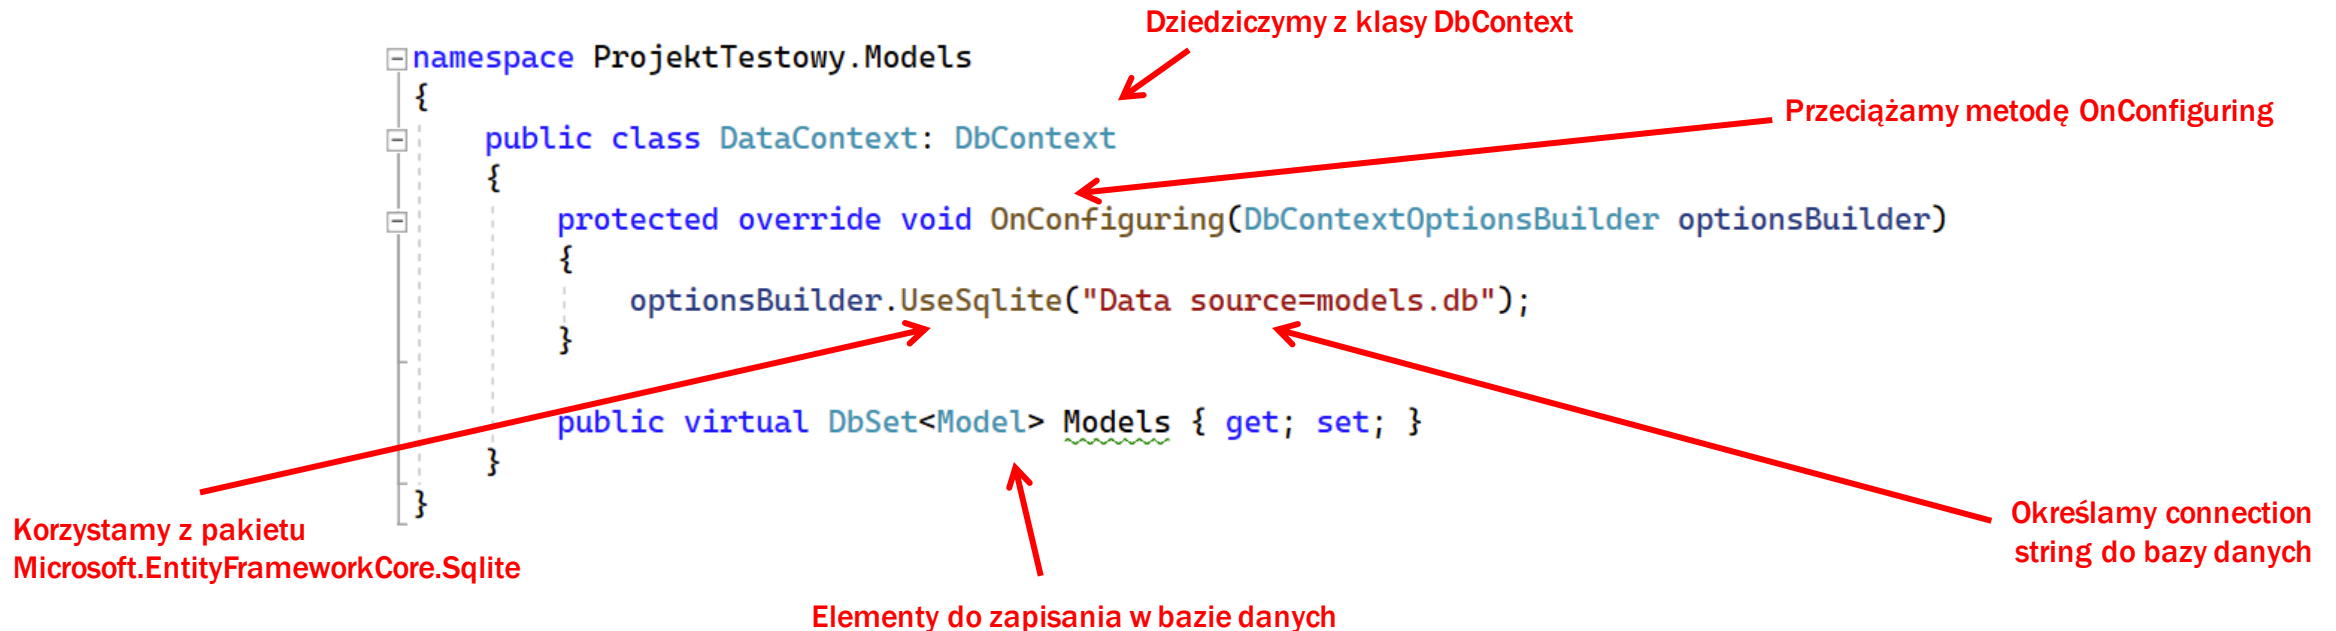 Dziedziczymy z klasy DbContext
namespace ProjektTestowy.Models
{
Przeciążamy metodę OnConfiguring
public class DataContext: DbContext
{
protected override void OnConfiguring(DbContextOptionsBuilder optionsBuilder)
{
optionsBuilder.UseSqlite("Data source=models.db");
}
public virtual DbSet<Model> Models { get; set; }
}
}
Korzystamy z pakietu
Microsoft.EntityFrameworkCore.Sqlite
Określamy connection
string do bazy danych
Elementy do zapisania w bazie danych